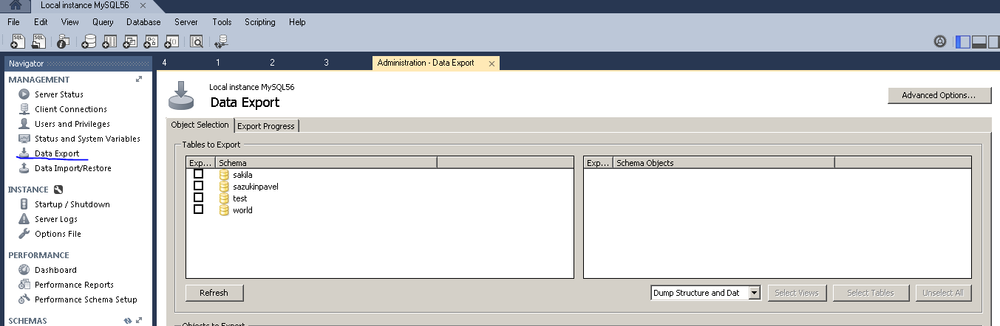 Local instance MySQL56
File Edit View Query Database Server Tools Scripting Help
SQL SQL f()
Navigator
MANAGEMENT
Server Status
Client Connections
Users and Privileges
Status and System Variables
Data Export
Data Import/Restore
INSTANCE
Startup / Shutdown
Server Logs
Options File
PERFORMANCE
Dashboard
Performance Reports
Performance Schema Setup
SCHEMAS
4 1 2 3 Administration - Data Export
Local instance MySQL56
Data Export
Advanced Options...
Object Selection Export Progress
Tables to Export
Exp... Schema
sakila
sazukinpavel
test
world
Exp... Schema Objects
Refresh
Dump Structure and Dat
Select Views
Select Tables
Unselect All
Objects to Export